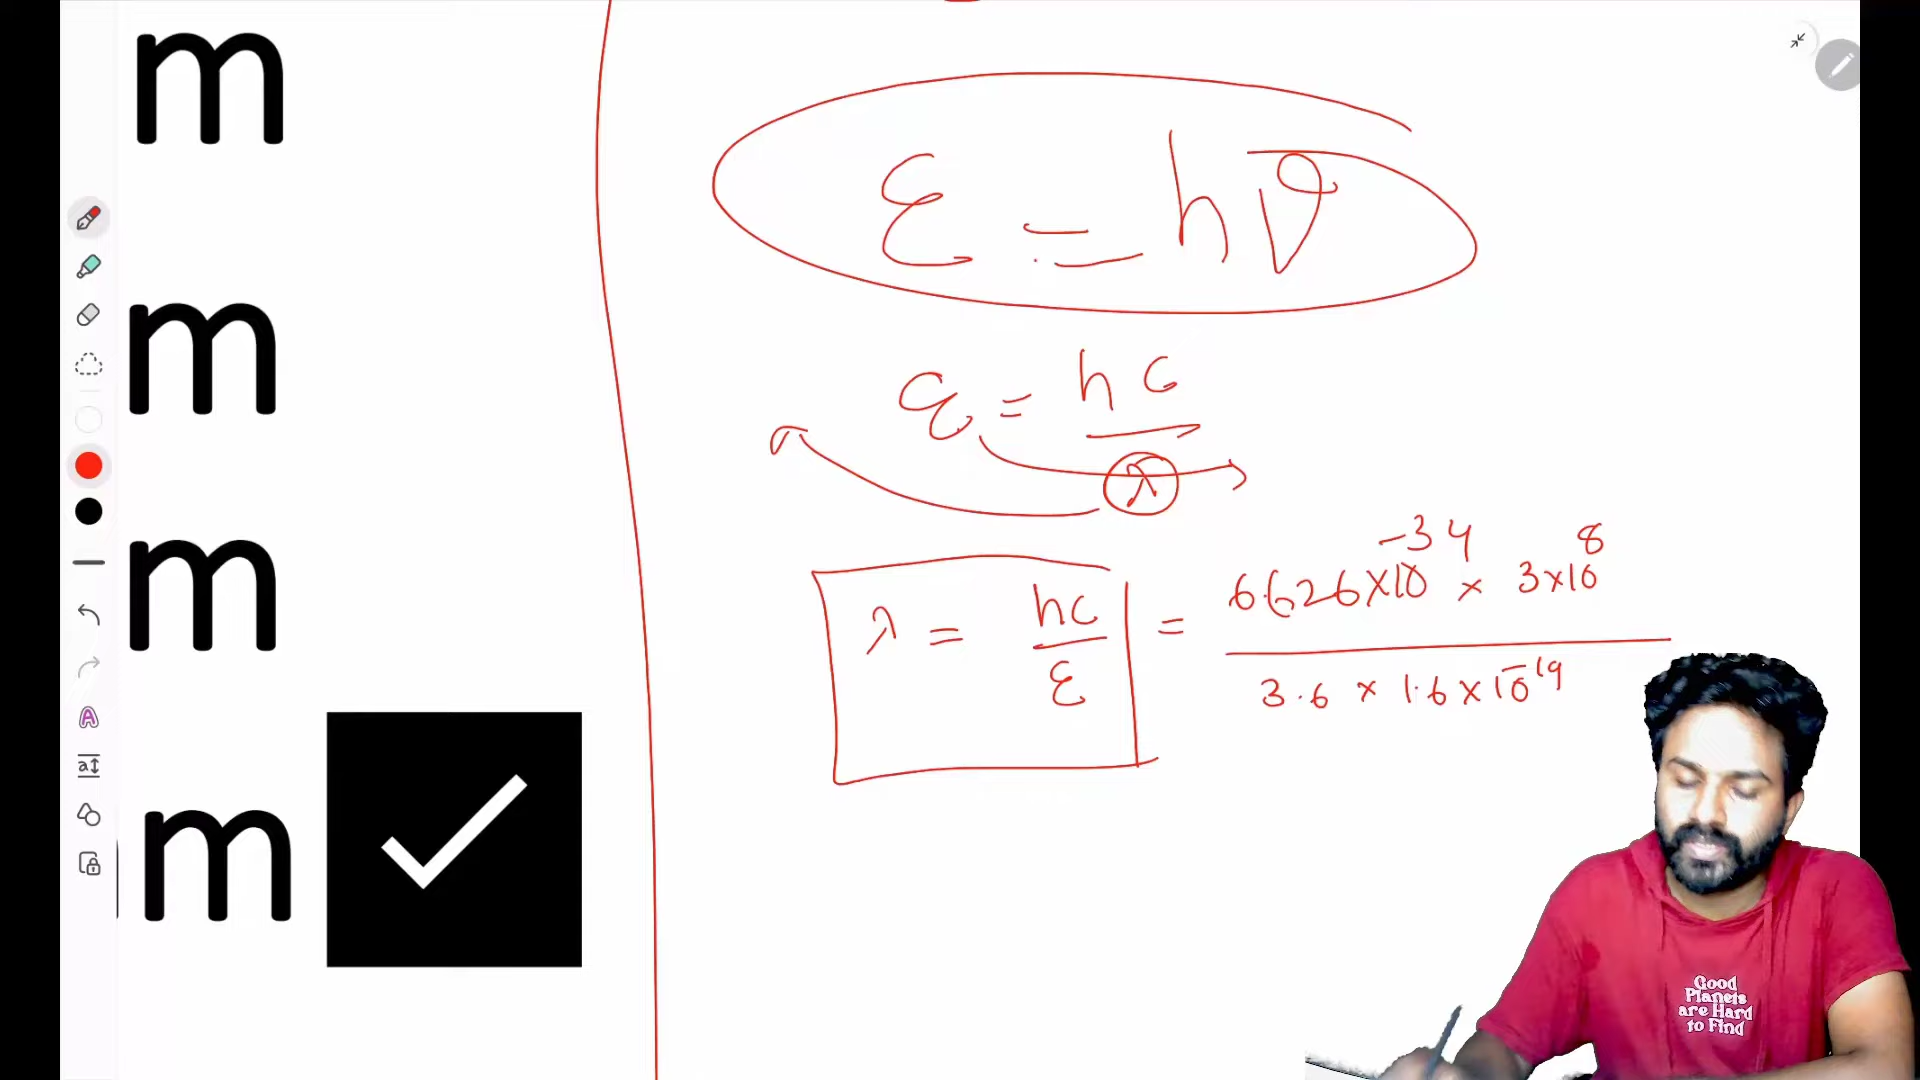 m
m
m
m
ε = hν
ε = hc/λ
λ = hc/ε = 6.626×10^-34 × 3×10^8 / 3.6 × 1.6×10^-19
A
a
Good
Planets
are Hard
to Find